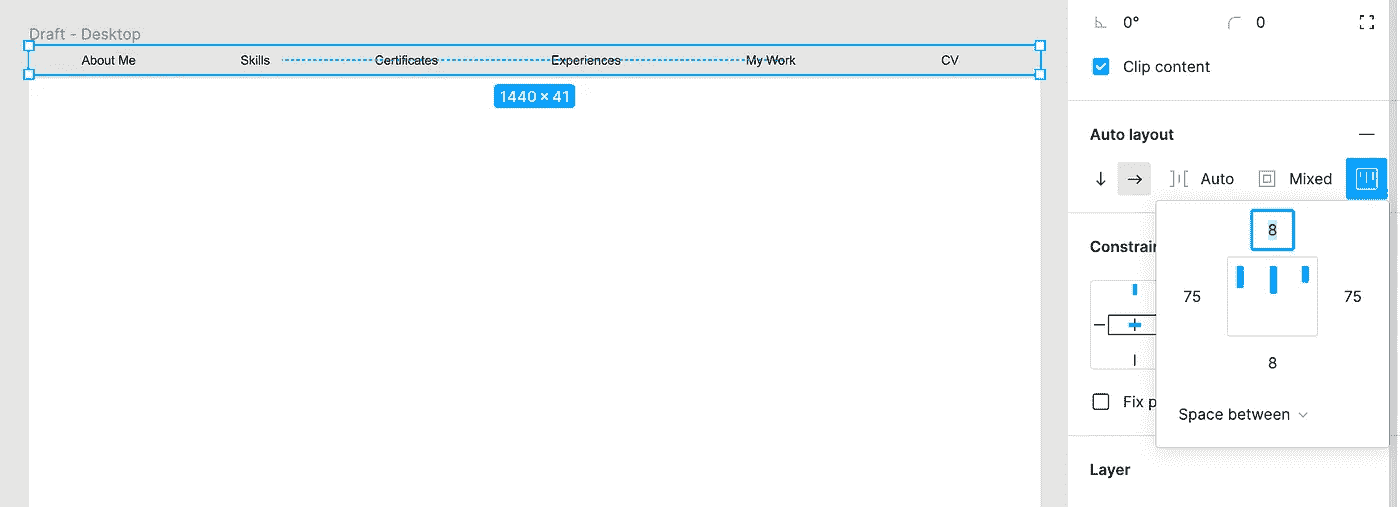 Draft - Desktop
About Me
Skills
Certificates
Experiences
My Work
CV
1440 × 41
0°
0
Clip content
Auto layout
Auto
Mixed
8
75
75
8
Space between
Constrain
Fix p
Layer